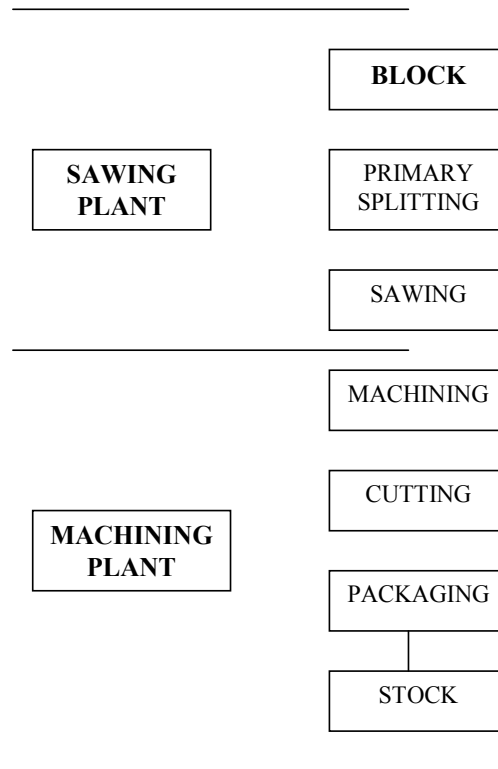 BLOCK
SAWING
PLANT
PRIMARY
SPLITTING
SAWING
MACHINING
CUTTING
MACHINING
PLANT
PACKAGING
STOCK